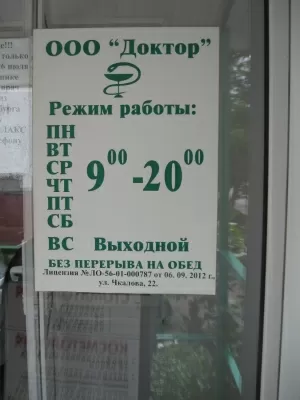 ООО “Доктор”
Режим работы:
ПН
ВТ
СР
ЧТ
ПТ
СБ
9⁰⁰ -20⁰⁰
ВС Выходной
БЕЗ ПЕРЕРЫВА НА ОБЕД
Лицензия №ЛО-56-01-000787 от 06. 09. 2012 г.,
ул. Чкалова, 22.